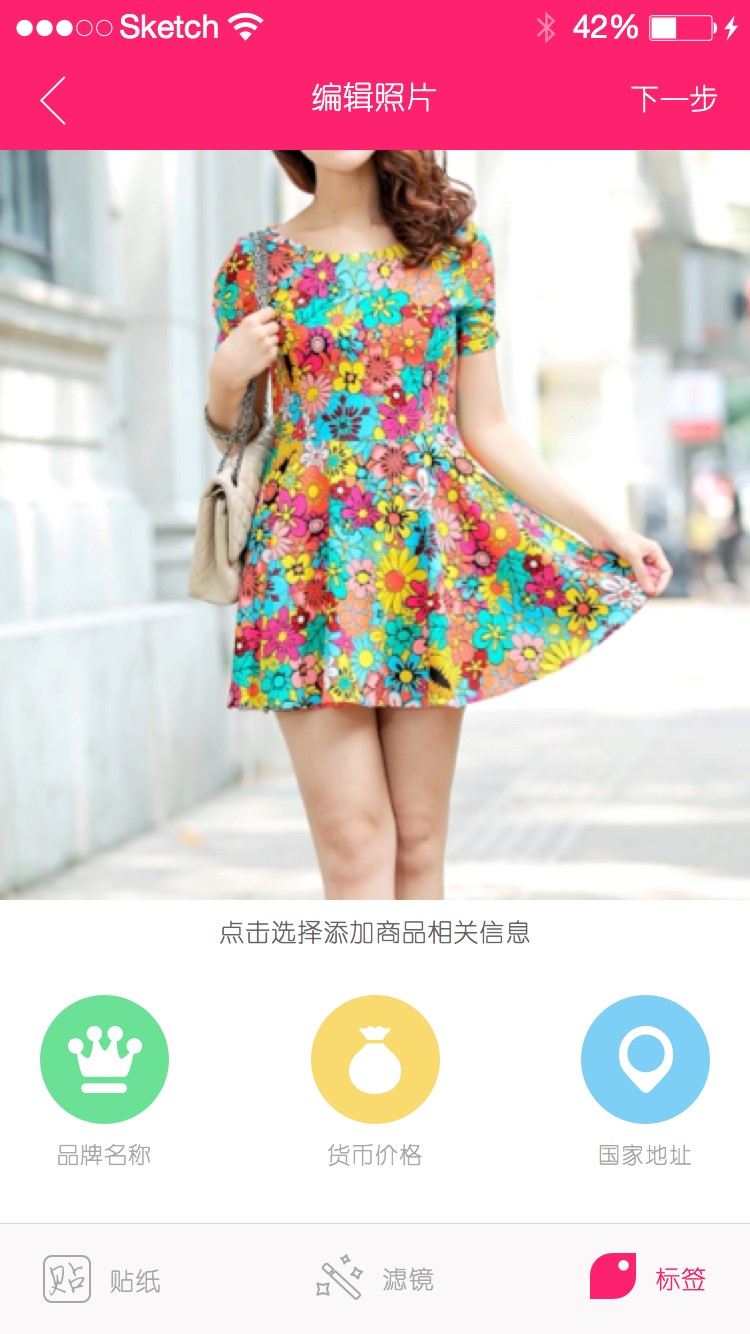 Sketch 42%
编辑照片 下一步
点击选择添加商品相关信息
品牌名称 货币价格 国家地址
贴 贴纸 滤镜 标签